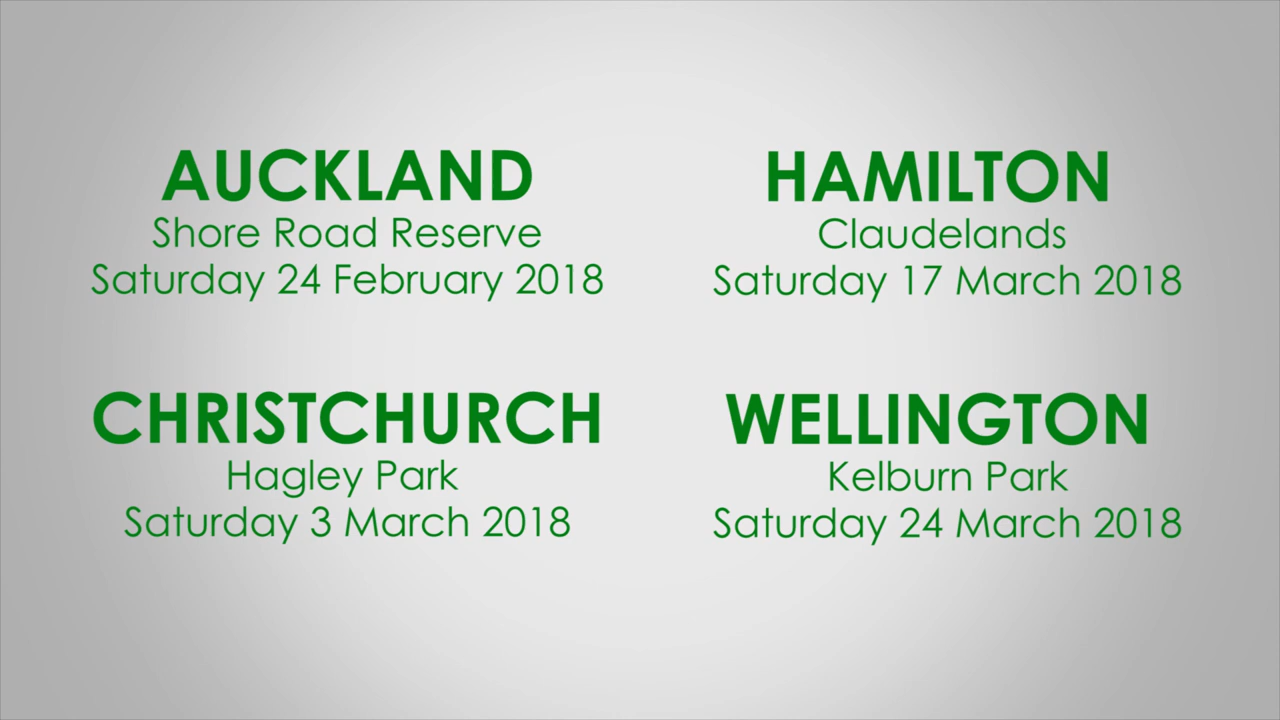 AUCKLAND
Shore Road Reserve
Saturday 24 February 2018
HAMILTON
Claudelands
Saturday 17 March 2018
CHRISTCHURCH
Hagley Park
Saturday 3 March 2018
WELLINGTON
Kelburn Park
Saturday 24 March 2018